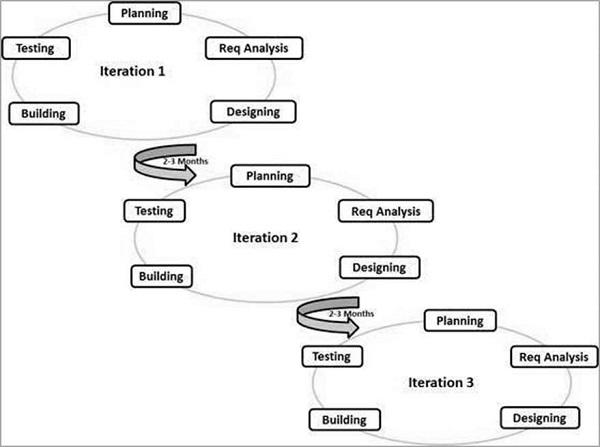 Planning
Testing
Req Analysis
Iteration 1
Building
Designing
2-3 Months
Planning
Testing
Req Analysis
Iteration 2
Building
Designing
2-3 Months
Planning
Testing
Req Analysis
Iteration 3
Building
Designing